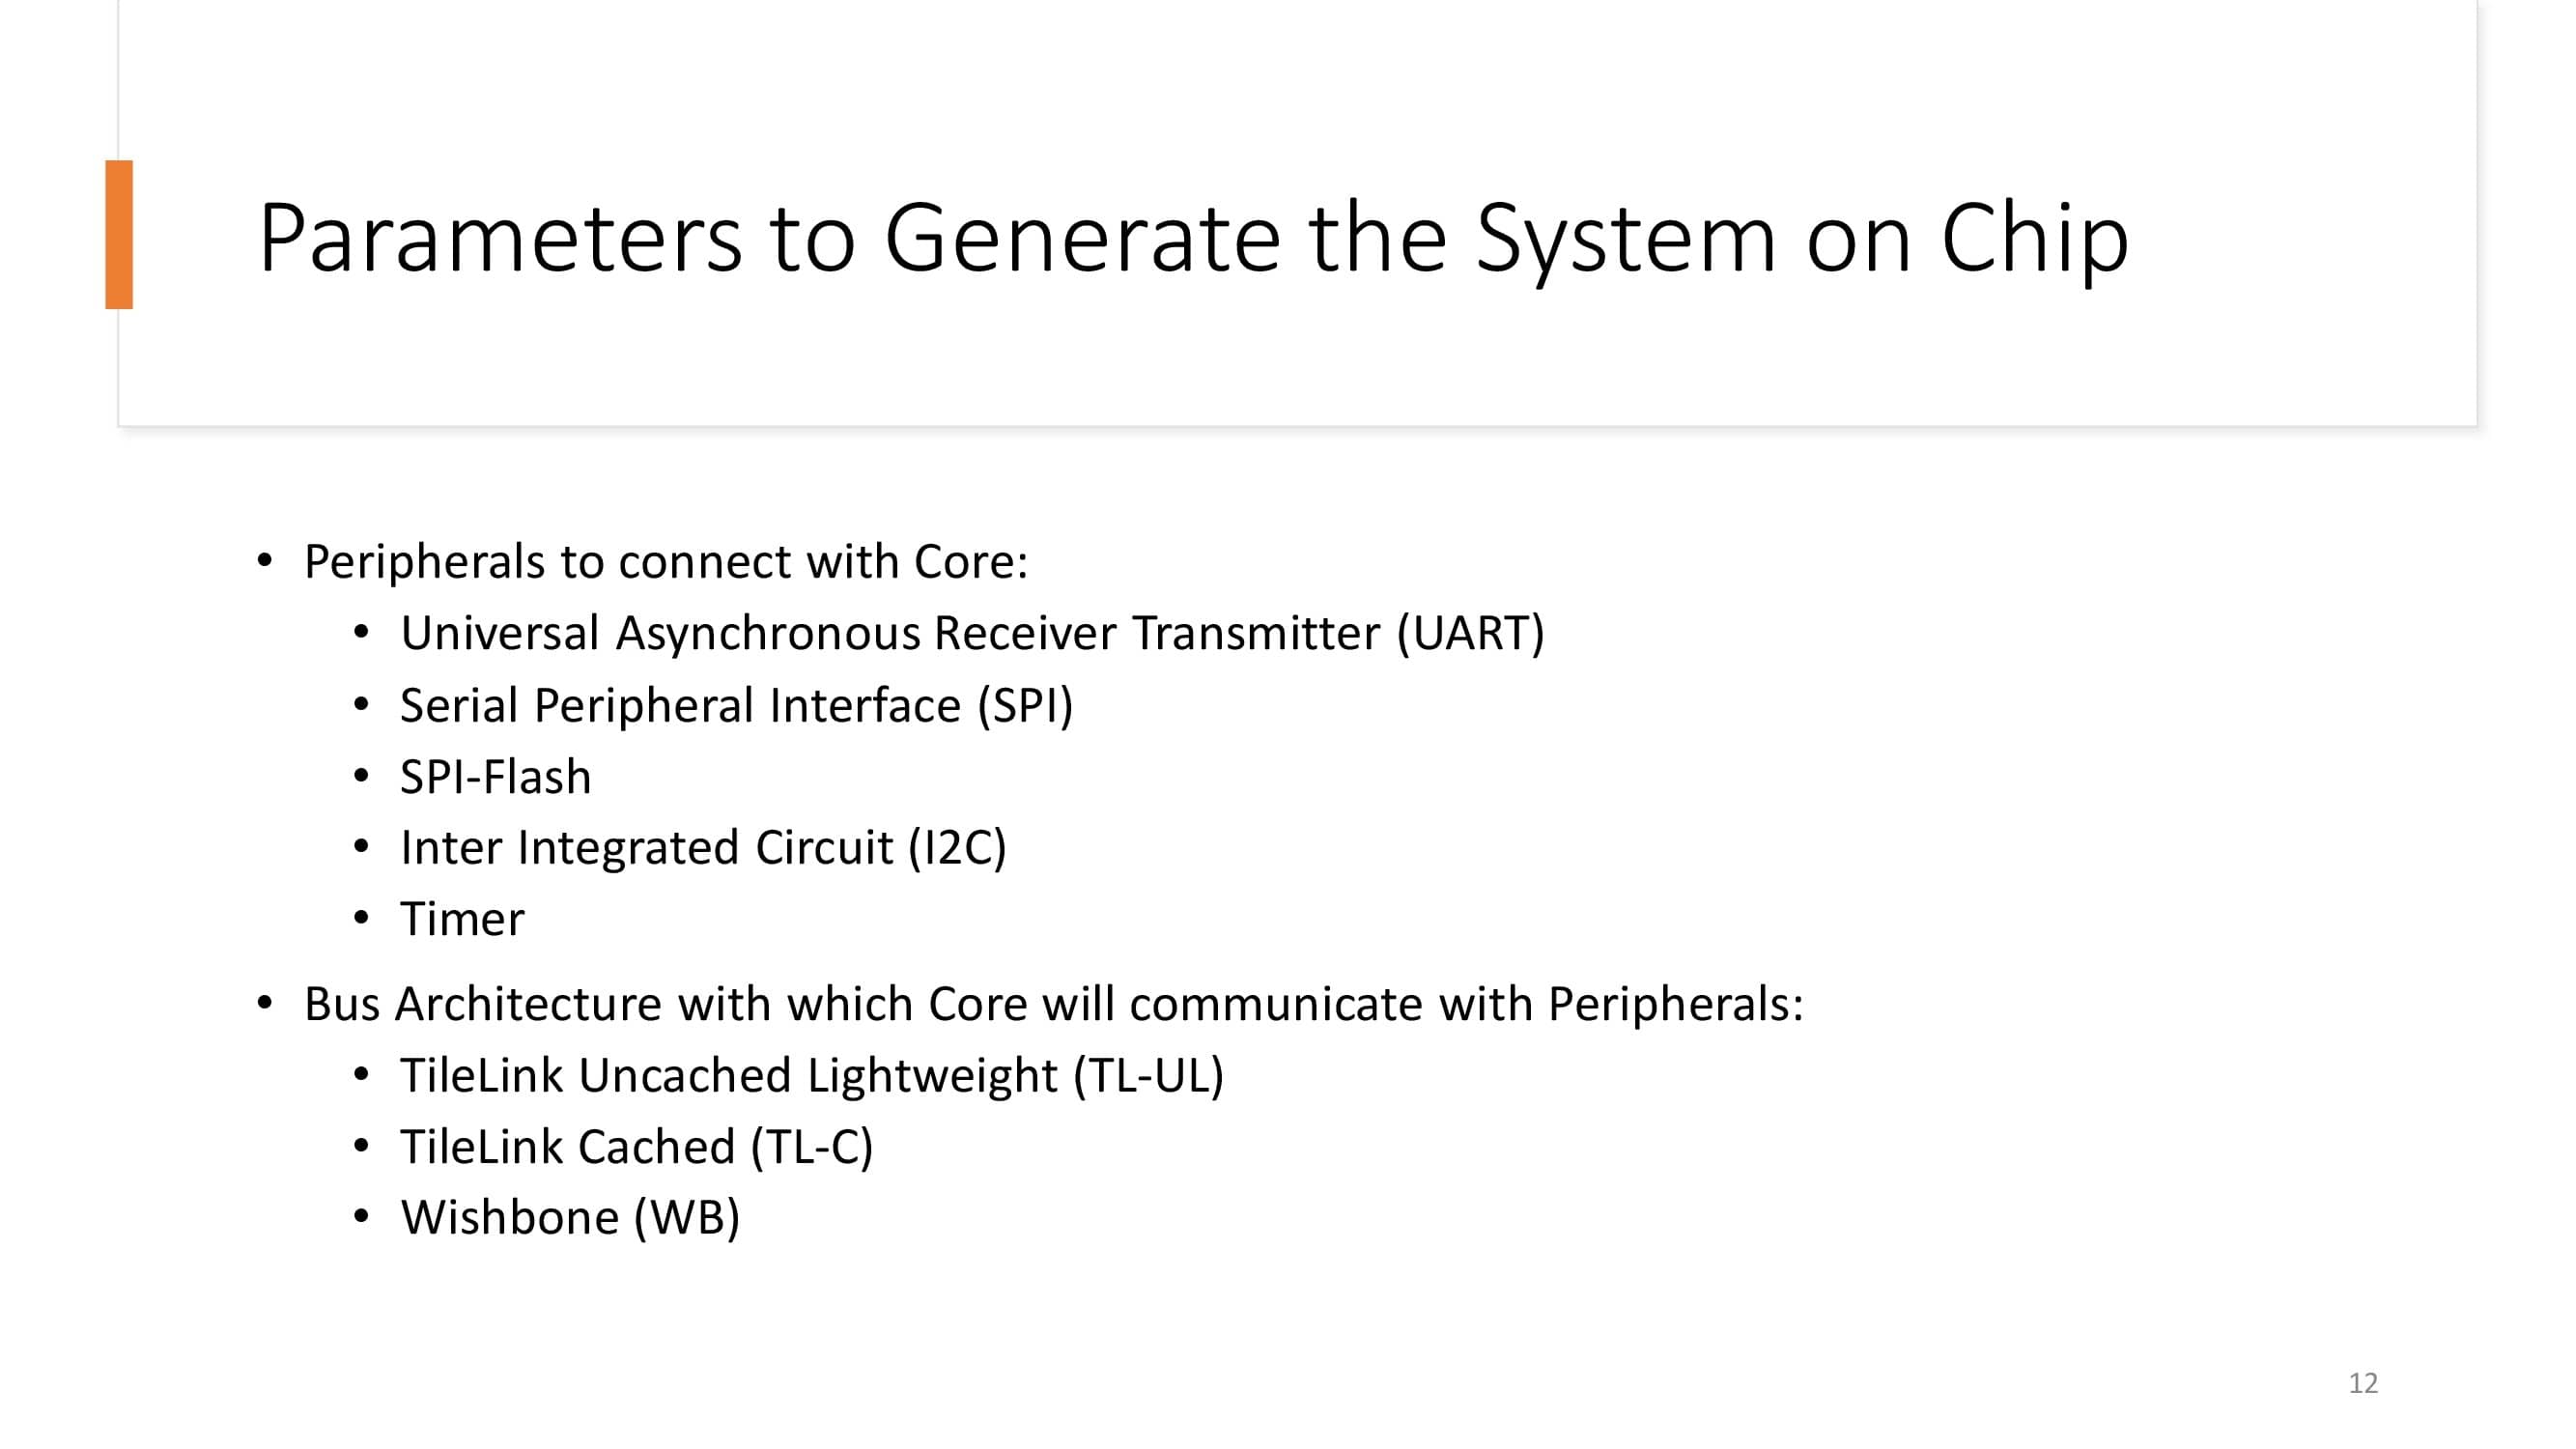 Parameters to Generate the System on Chip
• Peripherals to connect with Core:
• Universal Asynchronous Receiver Transmitter (UART)
• Serial Peripheral Interface (SPI)
• SPI-Flash
• Inter Integrated Circuit (I2C)
• Timer
• Bus Architecture with which Core will communicate with Peripherals:
• TileLink Uncached Lightweight (TL-UL)
• TileLink Cached (TL-C)
• Wishbone (WB)
12